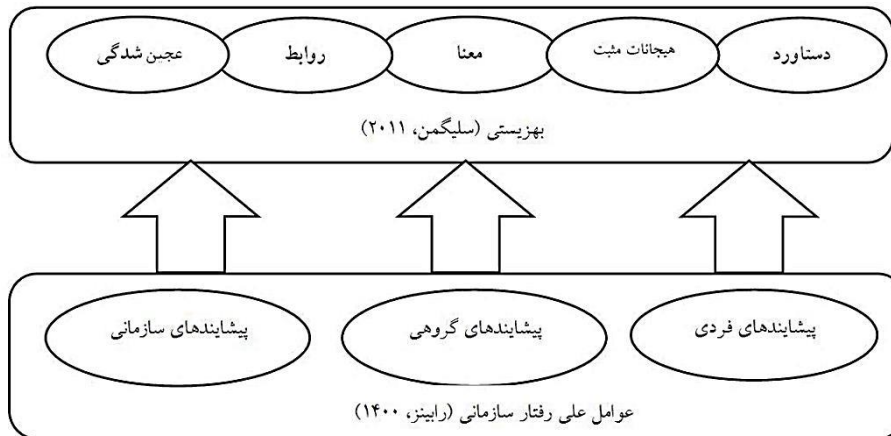 دستاورد
هیجانات مثبت
معنا
روابط
عجین شدگی
بهزیستی (سلیگمن، ۲۰۱۱)
پیشایندهای فردی
پیشایندهای گروهی
پیشایندهای سازمانی
عوامل علی رفتار سازمانی (رابینز، ۱۴۰۰)